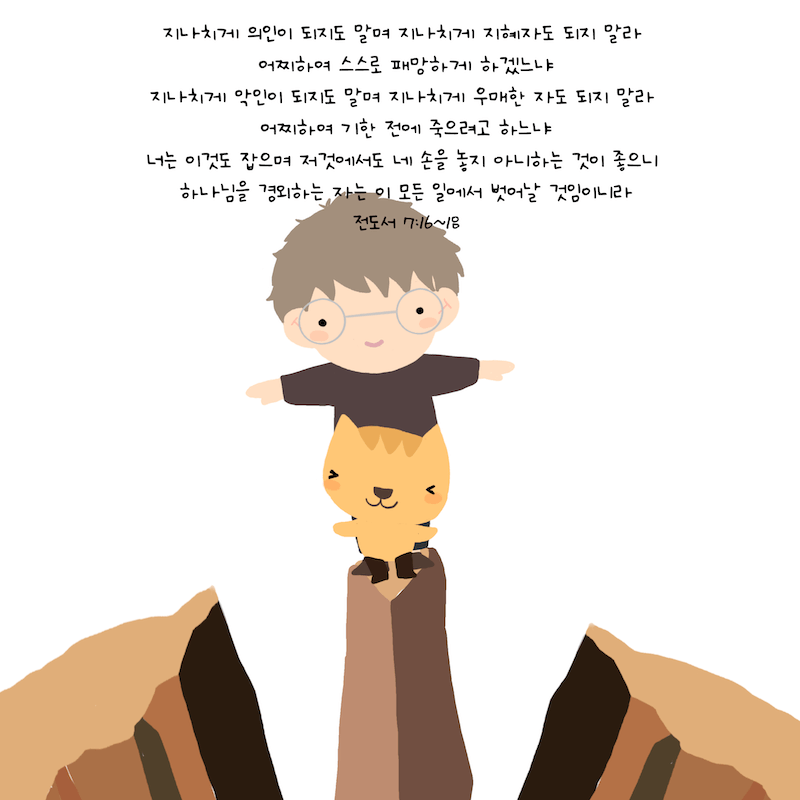 지나치게 의인이 되지도 말며 지나치게 지혜자도 되지 말라
어찌하여 스스로 패망하게 하겠느냐
지나치게 악인이 되지도 말며 지나치게 우매한 자도 되지 말라
어찌하여 기한 전에 죽으려고 하느냐
너는 이것도 잡으며 저것에서도 네 손을 놓지 아니하는 것이 좋으니
하나님을 경외하는 자는 이 모든 일에서 벗어날 것임이니라
전도서 7:16~18